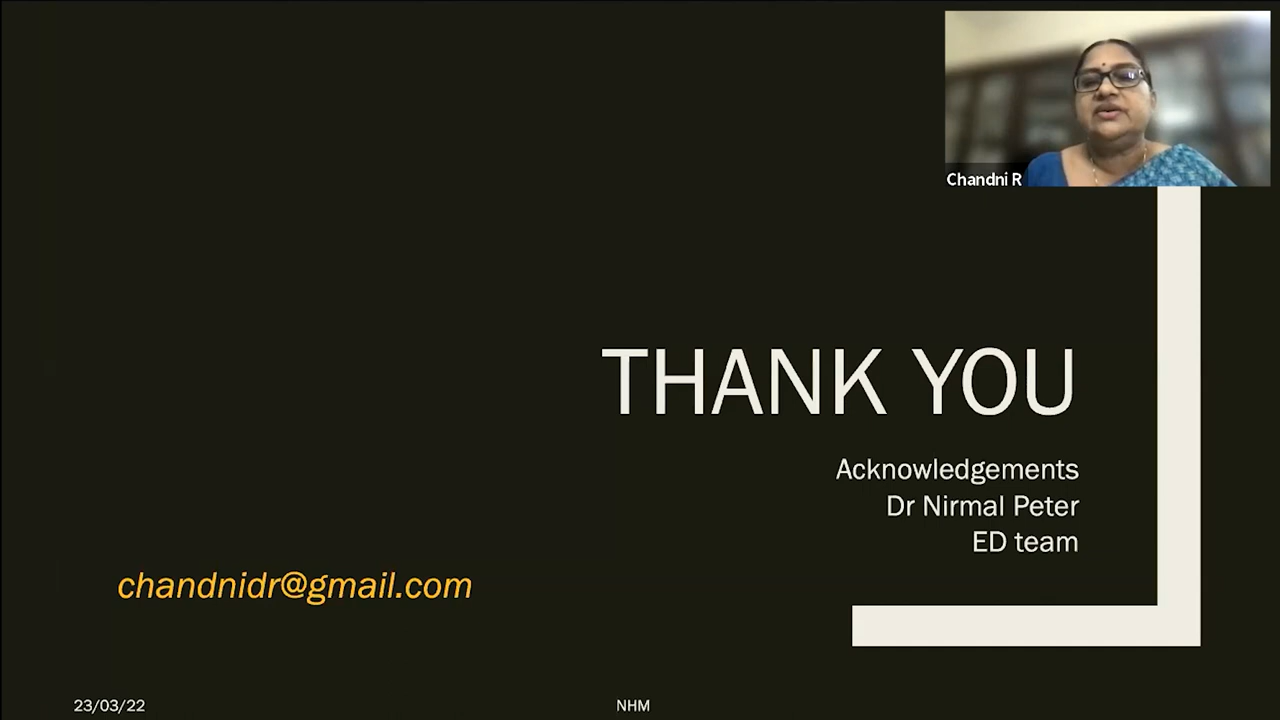 Chandni R
THANK YOU
Acknowledgements
Dr Nirmal Peter
ED team
chandnidr@gmail.com
23/03/22
NHM